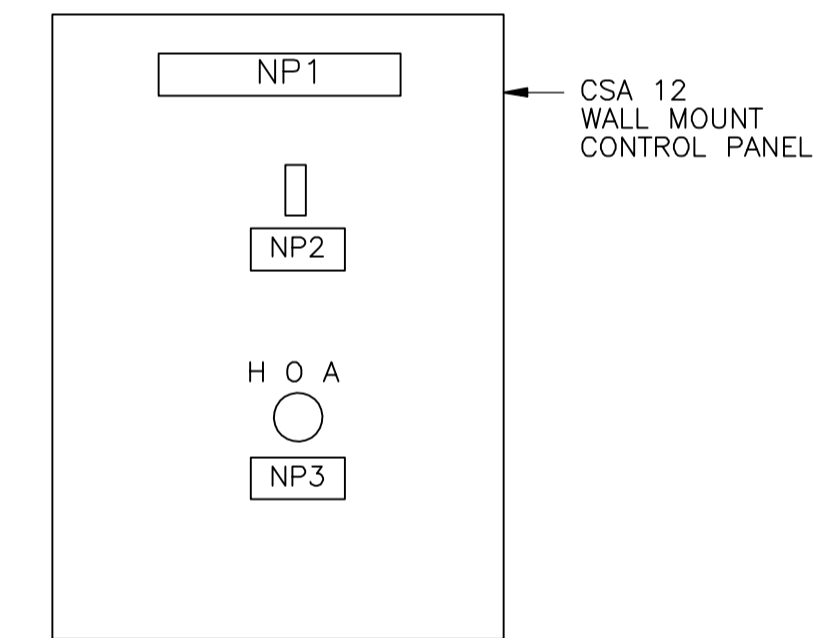 NP1
CSA 12
WALL MOUNT
CONTROL PANEL
NP2
H O A
NP3